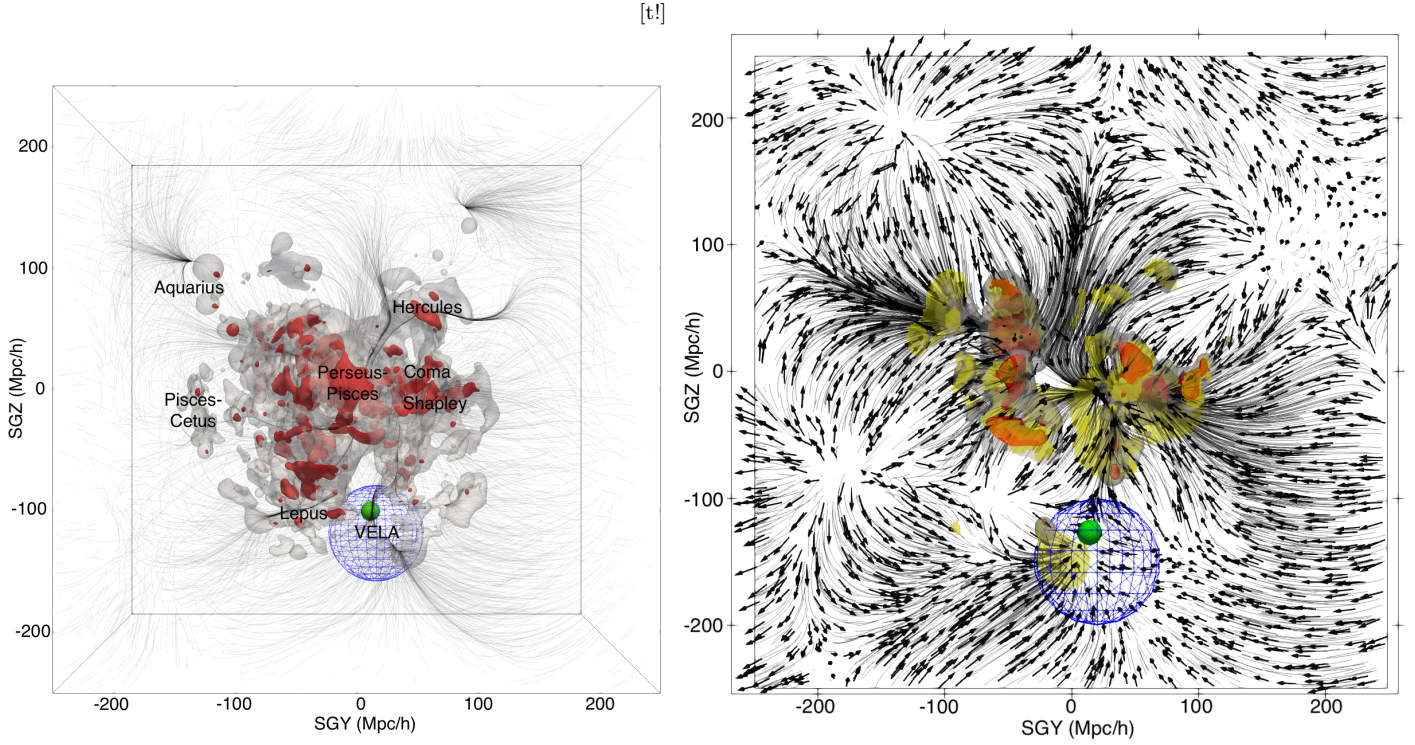 [t!]
200
100
0
-100
-200
SGZ (Mpc/h)
-200
-100
0
100
200
SGY (Mpc/h)
Aquarius
Hercules
Perseus-
Pisces
Coma
Shapley
Pisces-
Cetus
Lepus
VELA
200
100
0
-100
-200
SGZ (Mpc/h)
-200
-100
0
100
200
SGY (Mpc/h)